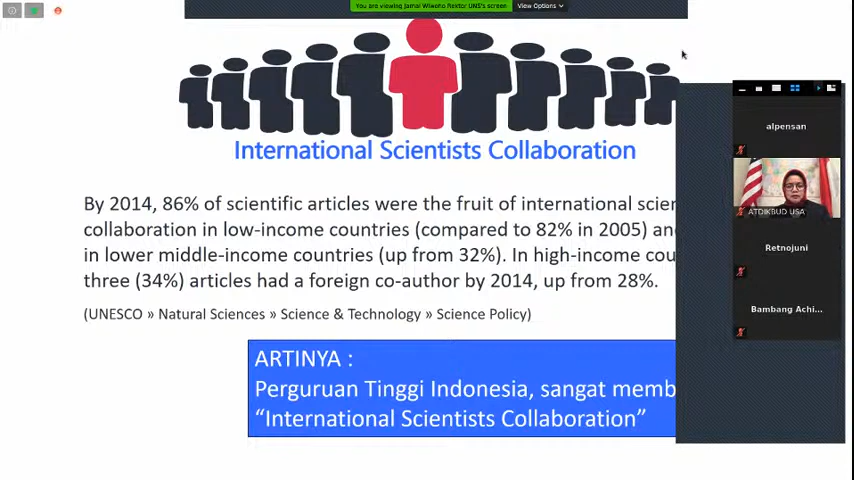 You are viewing Jamal Wiwoho Rektor UNS's screen
View Options
International Scientists Collaboration
By 2014, 86% of scientific articles were the fruit of international
collaboration in low-income countries (compared to 82% in 2005)
in lower middle-income countries (up from 32%). In high-income
three (34%) articles had a foreign co-author by 2014, up from 28%.
(UNESCO » Natural Sciences » Science & Technology » Science Policy)
ARTINYA :
Perguruan Tinggi Indonesia, sangat
“International Scientists Collaboration”
alpensan
ATDIKBUD USA
Retnojuni
Bambang Achi...